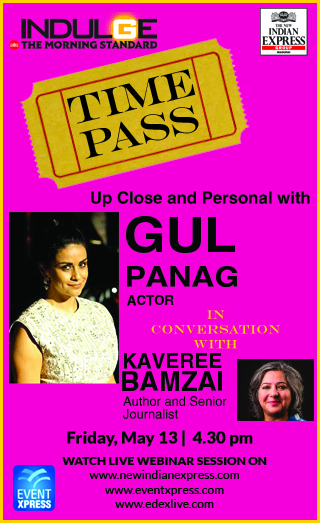 INDULGE
THE MORNING STANDARD
THE NEW
INDIAN
EXPRESS
GROUP
TIME
PASS
Up Close and Personal with
GUL
PANAG
ACTOR
IN
CONVERSATION
WITH
KAVEREE
BAMZAI
Author and Senior
Journalist
Friday, May 13 | 4.30 pm
WATCH LIVE WEBINAR SESSION ON
www.newindianexpress.com
www.eventxpress.com
www.edexlive.com
EVENT
XPRESS